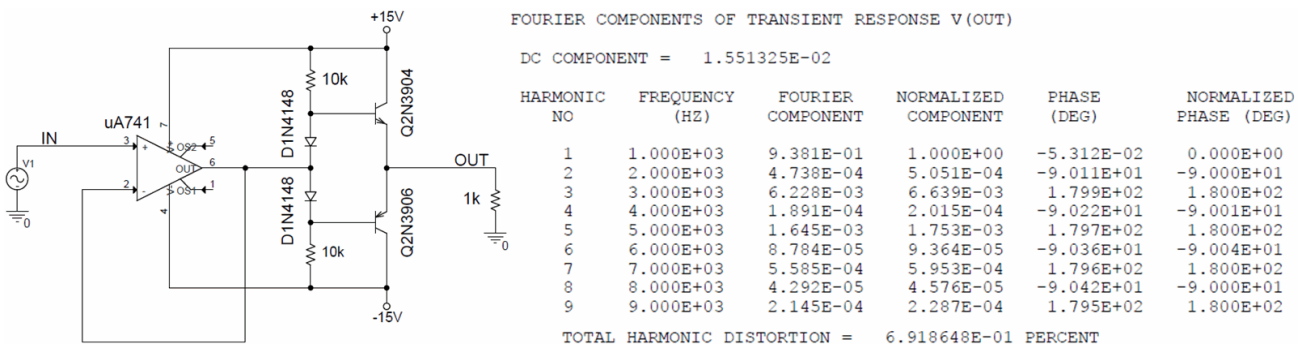 +15V
10k
Q2N3904
D1N4148
uA741
7
IN
3
+
OS2
5
V1
6
OUT
OUT
2
-
OS1
1
4
1k
0
0
D1N4148
Q2N3906
10k
-15V
FOURIER COMPONENTS OF TRANSIENT RESPONSE V(OUT)
DC COMPONENT = 1.551325E-02
HARMONIC FREQUENCY FOURIER NORMALIZED PHASE NORMALIZED
NO (HZ) COMPONENT COMPONENT (DEG) PHASE (DEG)
1 1.000E+03 9.381E-01 1.000E+00 -5.312E-02 0.000E+00
2 2.000E+03 4.738E-04 5.051E-04 -9.011E+01 -9.000E+01
3 3.000E+03 6.228E-03 6.639E-03 1.799E+02 1.800E+02
4 4.000E+03 1.891E-04 2.015E-04 -9.022E+01 -9.001E+01
5 5.000E+03 1.645E-03 1.753E-03 1.797E+02 1.800E+02
6 6.000E+03 8.784E-05 9.364E-05 -9.036E+01 -9.004E+01
7 7.000E+03 5.585E-04 5.953E-04 1.796E+02 1.800E+02
8 8.000E+03 4.292E-05 4.576E-05 -9.042E+01 -9.000E+01
9 9.000E+03 2.145E-04 2.287E-04 1.795E+02 1.800E+02
TOTAL HARMONIC DISTORTION = 6.918648E-01 PERCENT